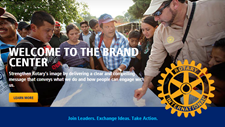 WELCOME TO THE BRAND
CENTER
Strengthen Rotary's image by delivering a clear and compelling
message that conveys what we do and how people can engage with
us.
LEARN NOW
ROTARY
INTERNATIONAL
Join Leaders. Exchange Ideas. Take Action.